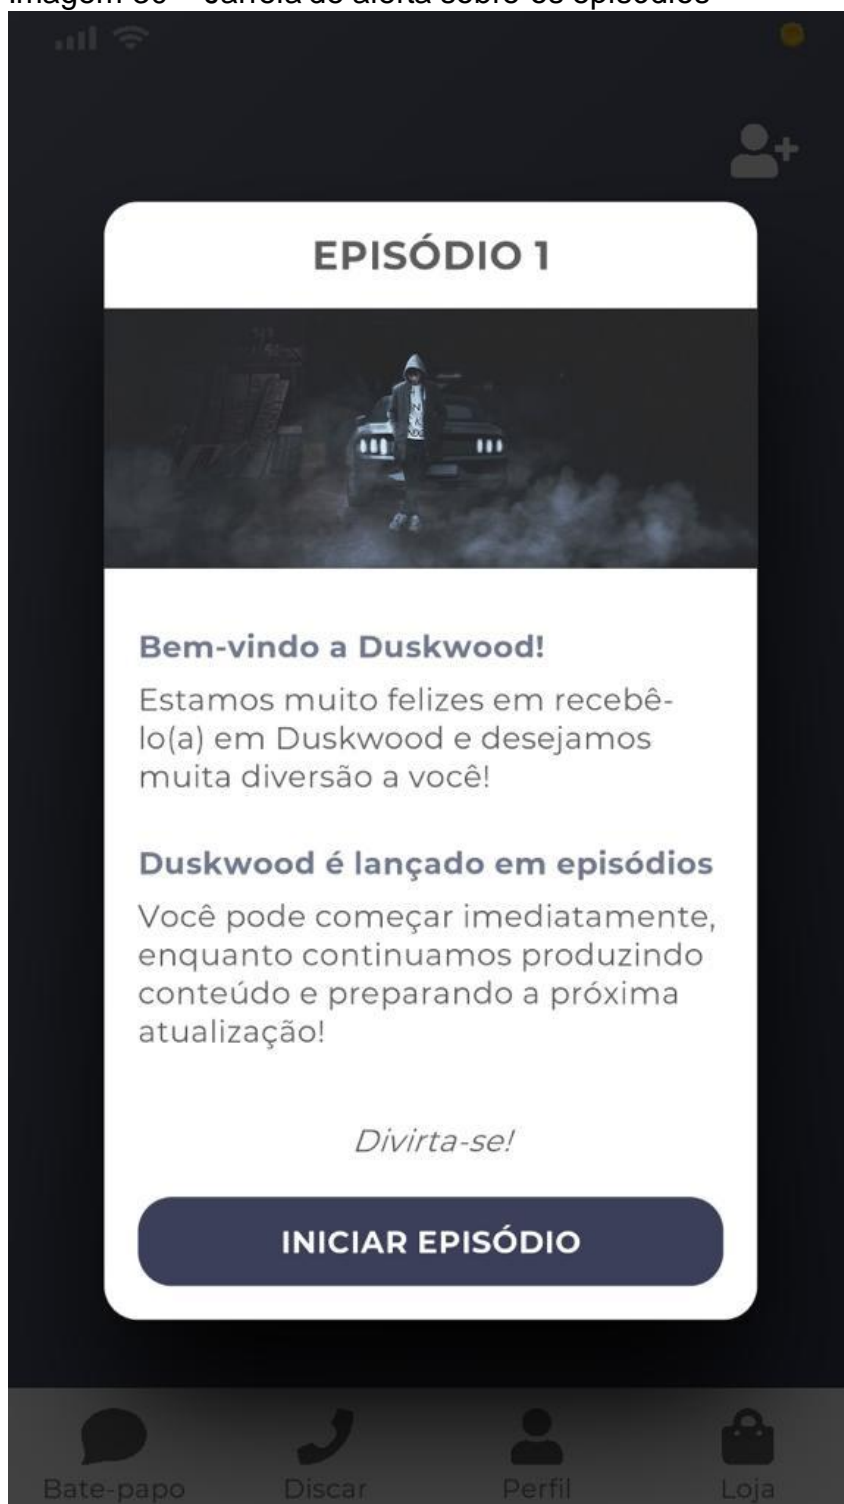 EPISÓDIO 1
Bem-vindo a Duskwood!
Estamos muito felizes em recebê-
lo(a) em Duskwood e desejamos
muita diversão a você!
Duskwood é lançado em episódios
Você pode começar imediatamente,
enquanto continuamos produzindo
conteúdo e preparando a próxima
atualização!
Divirta-se!
INICIAR EPISÓDIO
Bate-papo Discar Perfil Loja